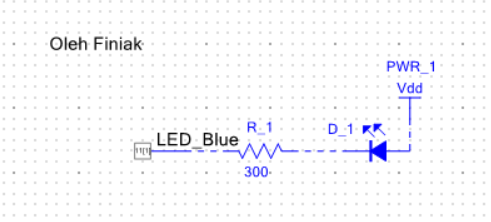 Oleh Finiak
PWR_1
Vdd
LED_Blue
R_1
D_1
300